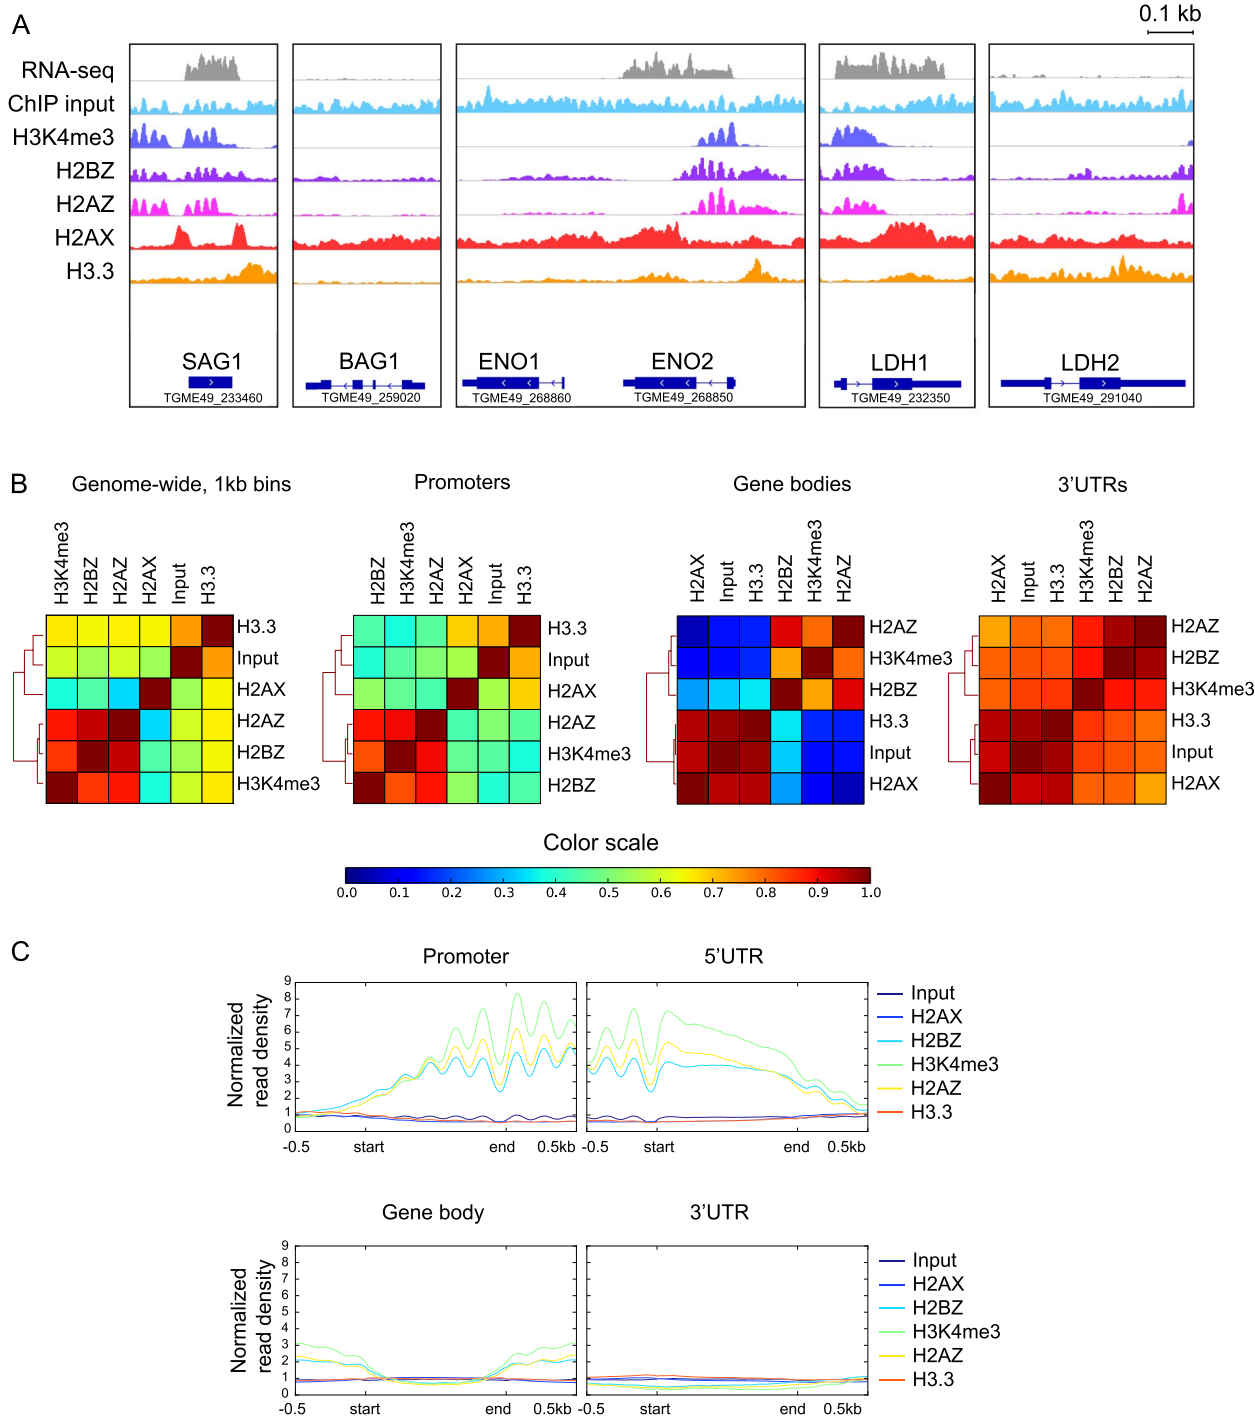 A
0.1 kb
RNA-seq
ChIP input
H3K4me3
H2BZ
H2AZ
H2AX
H3.3
SAG1 BAG1 ENO1 ENO2 LDH1 LDH2
TGME49_233460 TGME49_259020 TGME49_268860 TGME49_268850 TGME49_232350 TGME49_291040
B
Genome-wide, 1kb bins Promoters Gene bodies 3'UTRs
H3K4me3 H2BZ H2AZ H2AX Input H3.3
H2BZ H3K4me3 H2AZ H2AX Input H3.3
H2AX Input H3.3 H2BZ H3K4me3 H2AZ
H2AX Input H3.3 H3K4me3 H2BZ H2AZ
H3.3 H3.3 H2AZ H2AZ
Input Input H3K4me3 H2BZ
H2AX H2AX H2BZ H3K4me3
H2AZ H2AZ H3.3 H3.3
H2BZ H3K4me3 Input Input
H3K4me3 H2BZ H2AX H2AX
Color scale
0.0 0.1 0.2 0.3 0.4 0.5 0.6 0.7 0.8 0.9 1.0
C
Promoter 5'UTR
Normalized
read density
9
8
7
6
5
4
3
2
1
0
-0.5 start end 0.5kb -0.5 start end 0.5kb
Input
H2AX
H2BZ
H3K4me3
H2AZ
H3.3
Gene body 3'UTR
Normalized
read density
9
8
7
6
5
4
3
2
1
0
-0.5 start end 0.5kb -0.5 start end 0.5kb
Input
H2AX
H2BZ
H3K4me3
H2AZ
H3.3